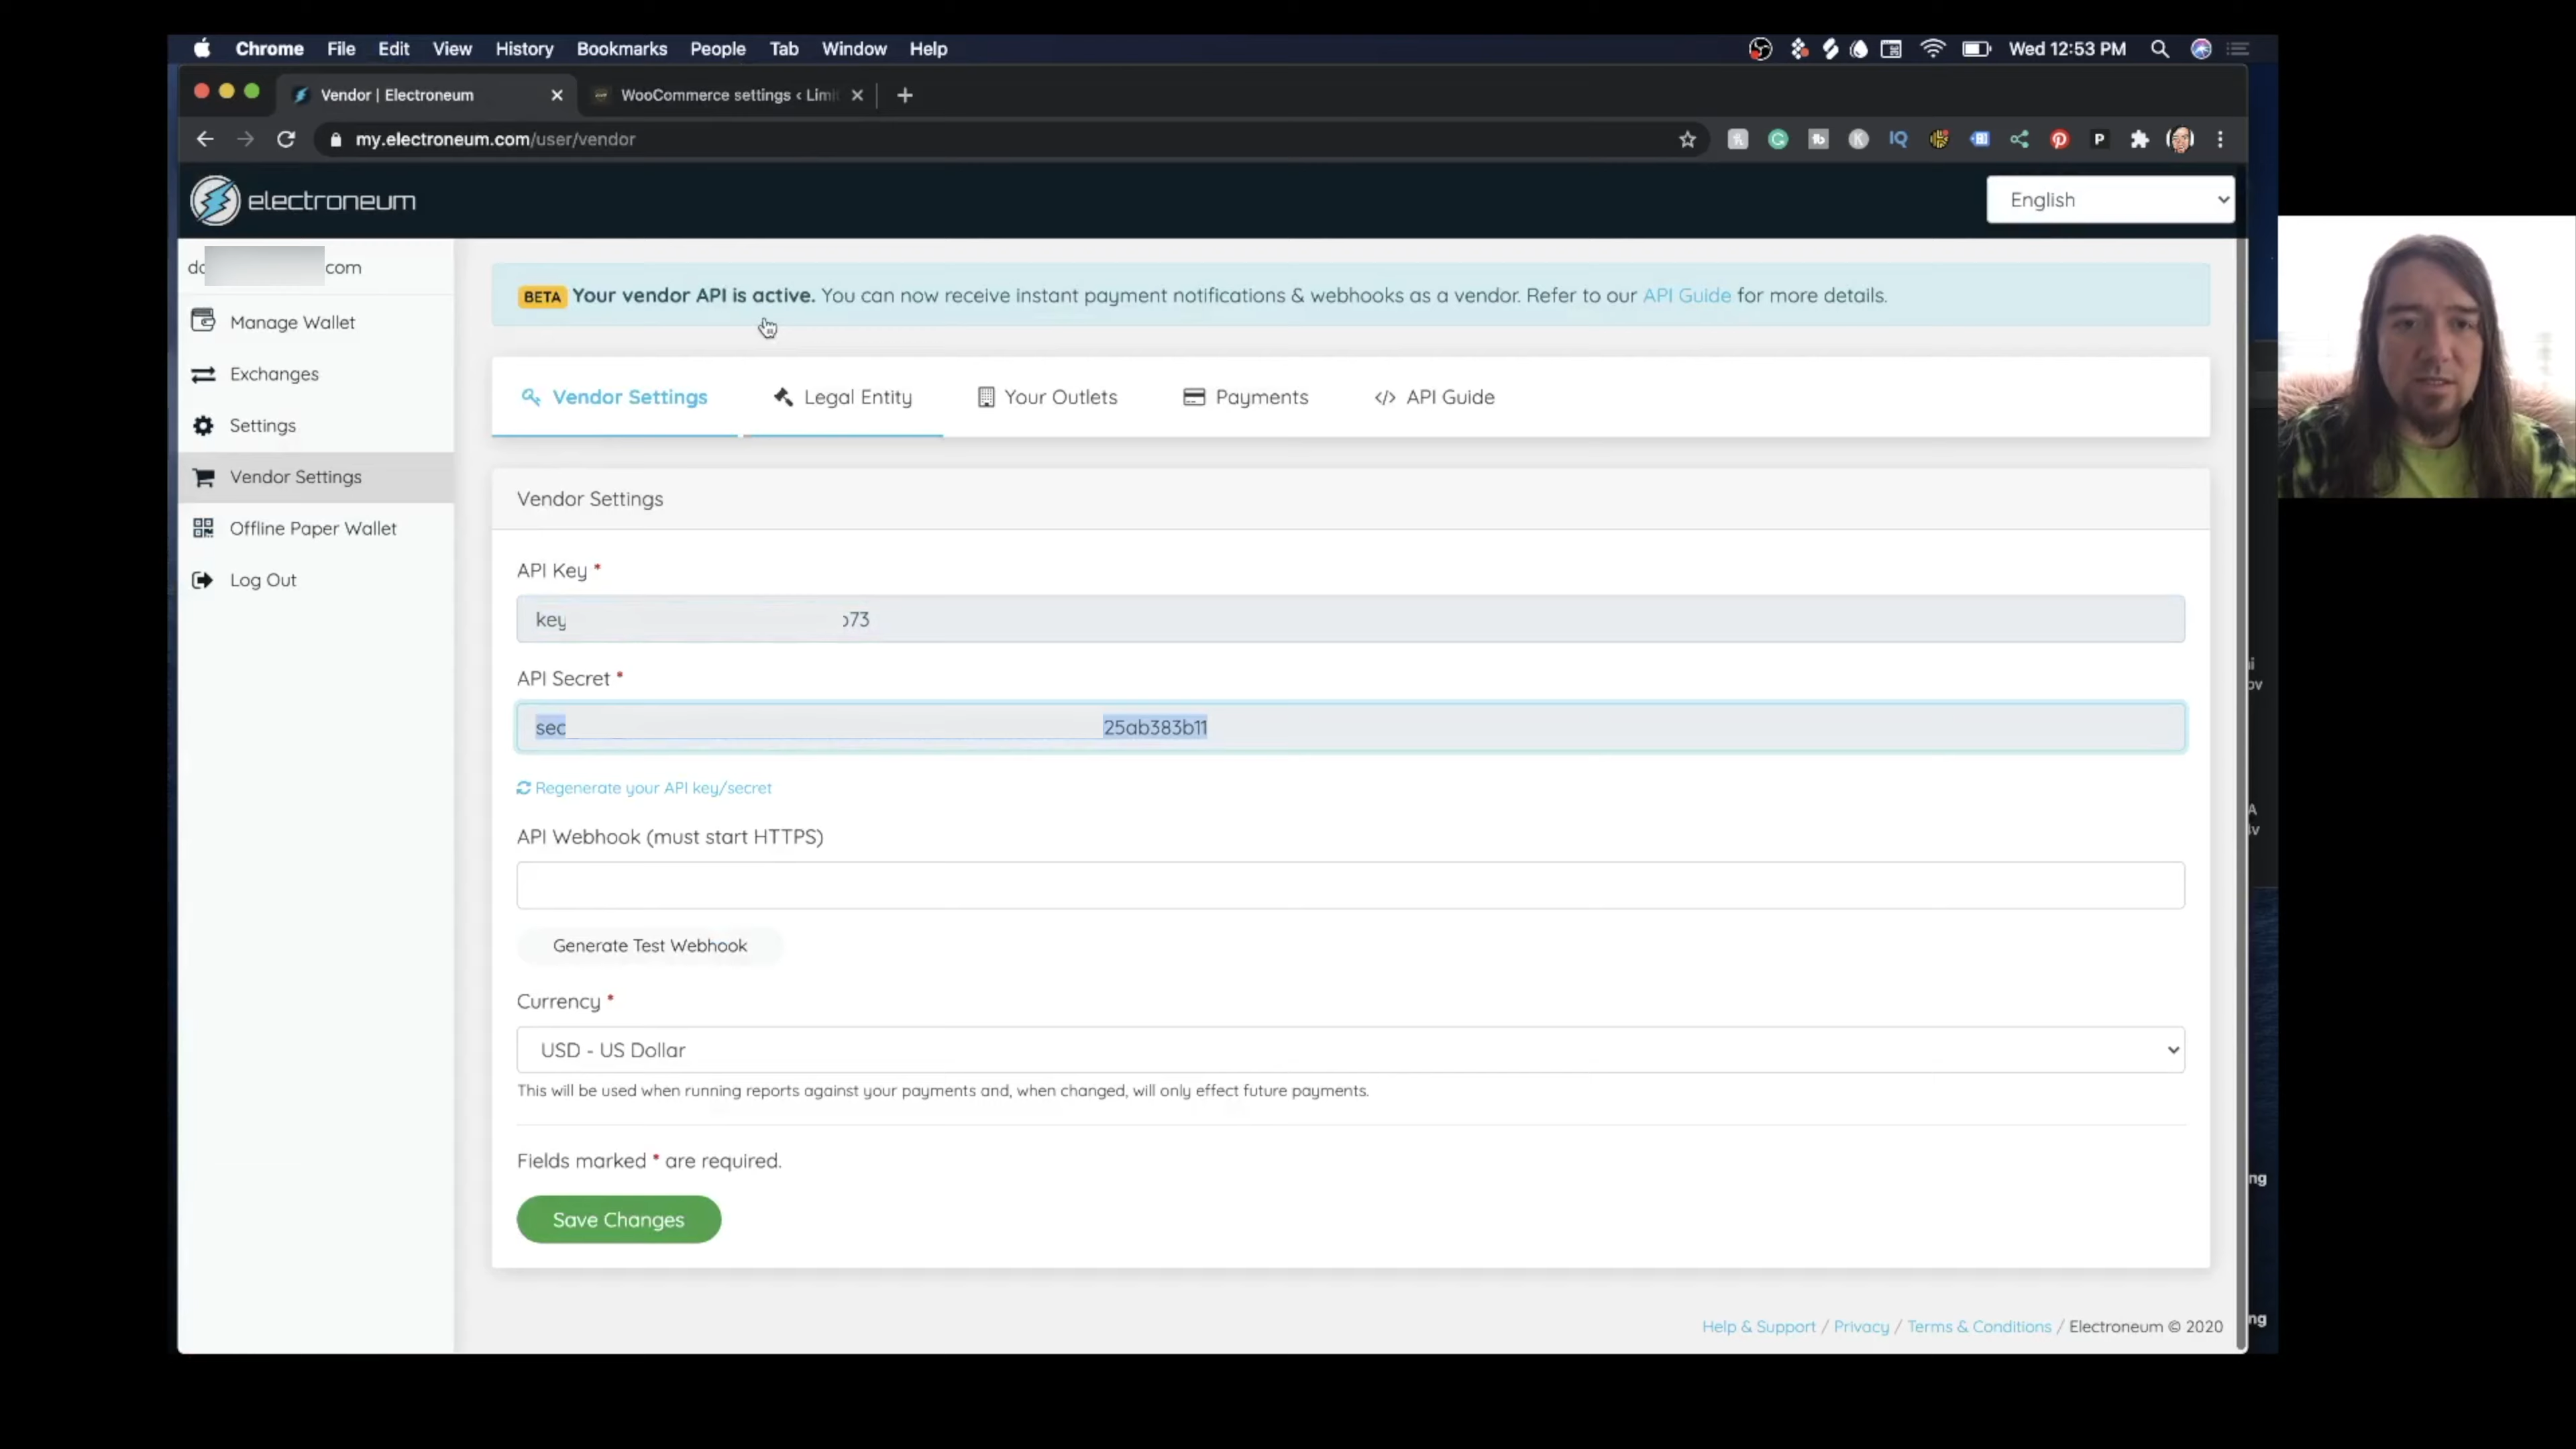 Chrome File Edit View History Bookmarks People Tab Window Help Wed 12:53 PM
Vendor | Electroneum WooCommerce settings ‹ Limi
my.electroneum.com/user/vendor
electroneum English
dc com
BETA Your vendor API is active. You can now receive instant payment notifications & webhooks as a vendor. Refer to our API Guide for more details.
Manage Wallet
Exchanges
Settings
Vendor Settings
Offline Paper Wallet
Log Out
Vendor Settings Legal Entity Your Outlets Payments API Guide
Vendor Settings
API Key *
key b73
API Secret *
sec 25ab383b11
Regenerate your API key/secret
API Webhook (must start HTTPS)
Generate Test Webhook
Currency *
USD - US Dollar
This will be used when running reports against your payments and, when changed, will only effect future payments.
Fields marked * are required.
Save Changes
Help & Support / Privacy / Terms & Conditions / Electroneum © 2020